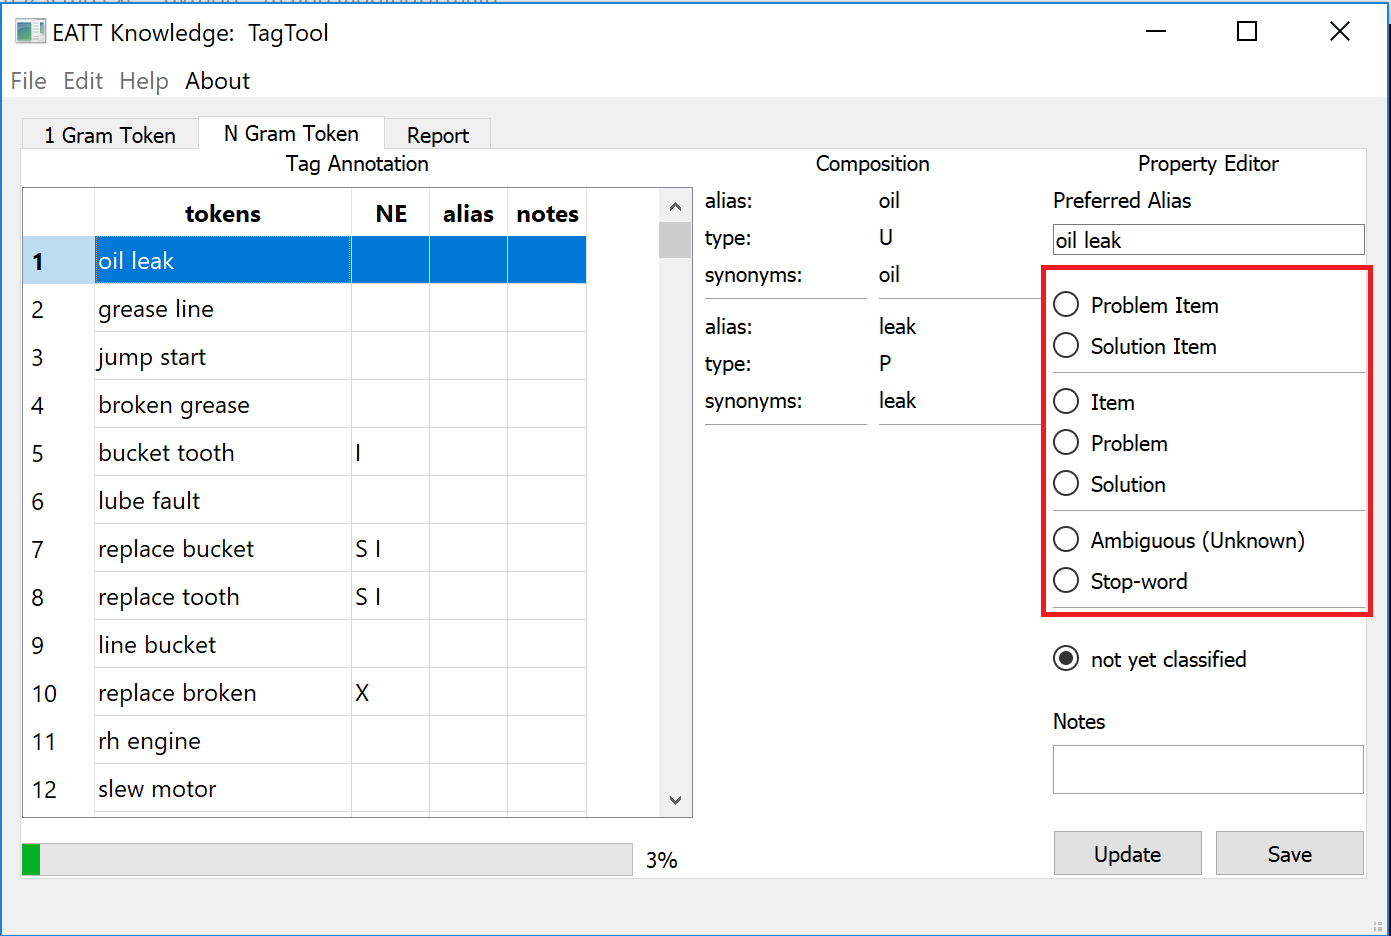 EATT Knowledge: TagTool
File Edit Help About
1 Gram Token N Gram Token Report
Tag Annotation
tokens NE alias notes
1 oil leak
2 grease line
3 jump start
4 broken grease
5 bucket tooth I
6 lube fault
7 replace bucket S I
8 replace tooth S I
9 line bucket
10 replace broken X
11 rh engine
12 slew motor
3%
Composition
alias: oil
type: U
synonyms: oil
alias: leak
type: P
synonyms: leak
Property Editor
Preferred Alias
oil leak
Problem Item
Solution Item
Item
Problem
Solution
Ambiguous (Unknown)
Stop-word
not yet classified
Notes
Update Save